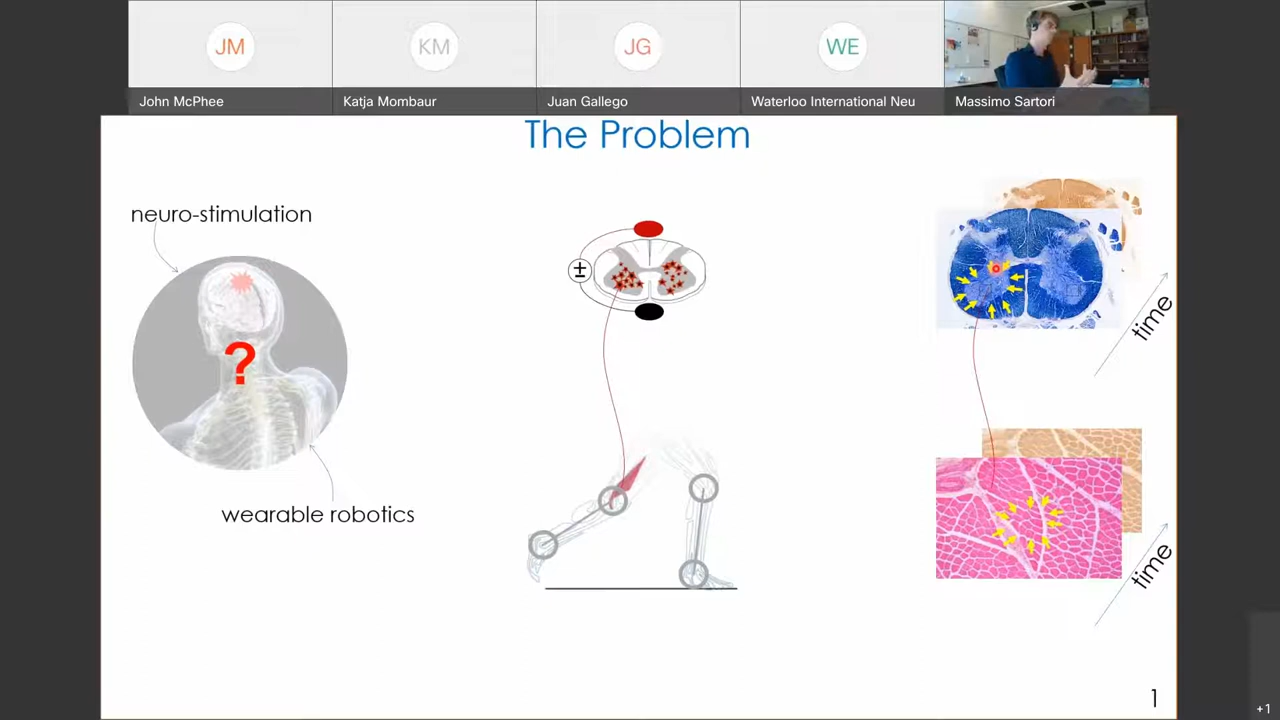 JM
KM
JG
WE
John McPhee
Katja Mombaur
Juan Gallego
Waterloo International Neu
Massimo Sartori
The Problem
neuro-stimulation
?
wearable robotics
±
time
time
1
+1